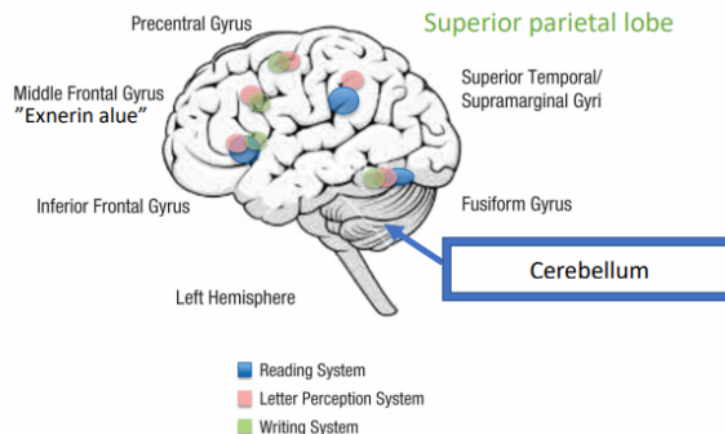 Precentral Gyrus
Superior parietal lobe
Middle Frontal Gyrus
”Exnerin alue”
Superior Temporal/
Supramarginal Gyri
Inferior Frontal Gyrus
Fusiform Gyrus
Cerebellum
Left Hemisphere
Reading System
Letter Perception System
Writing System